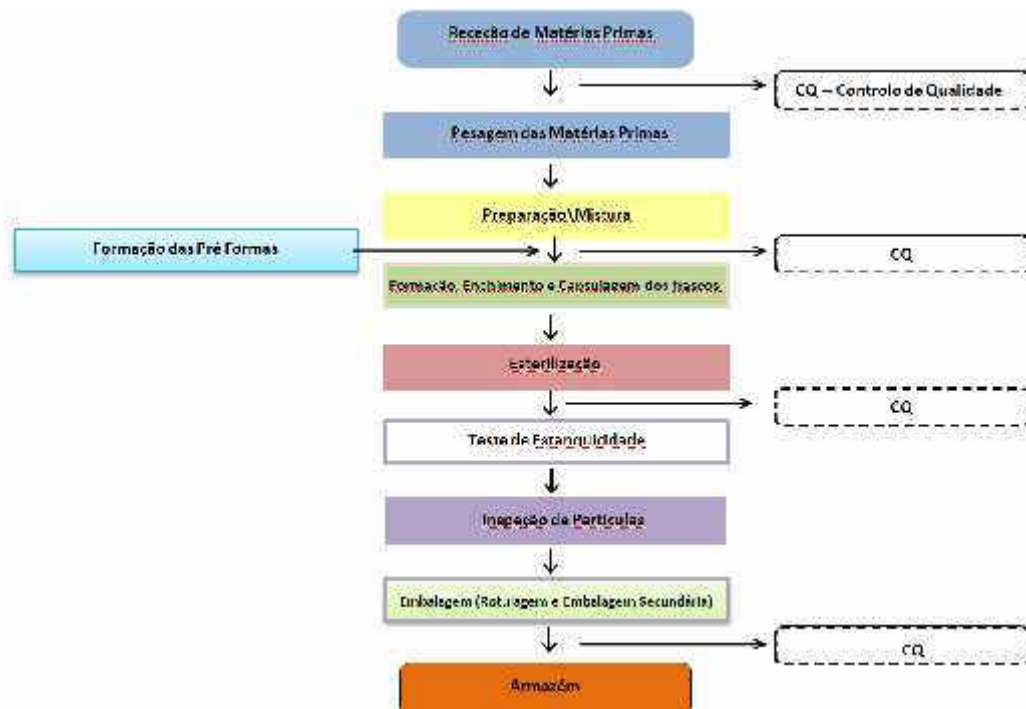 Receção de Matérias Primas
CQ – Controlo de Qualidade
Pesagem das Matérias Primas
Preparação\Mistura
Formação das Pré Formas
CQ
Formação, Enchimento e Capsulagem dos frascos
Esterilização
CQ
Teste de Estanquicidade
Inspeção de Partículas
Embalagem (Rotulagem e Embalagem Secundária)
CQ
Armazém